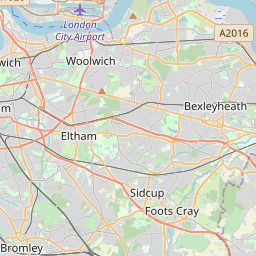 London
City Airport
A2016
Woolwich
wich
Bexleyheath
Eltham
Sidcup
Foots Cray
Bromley